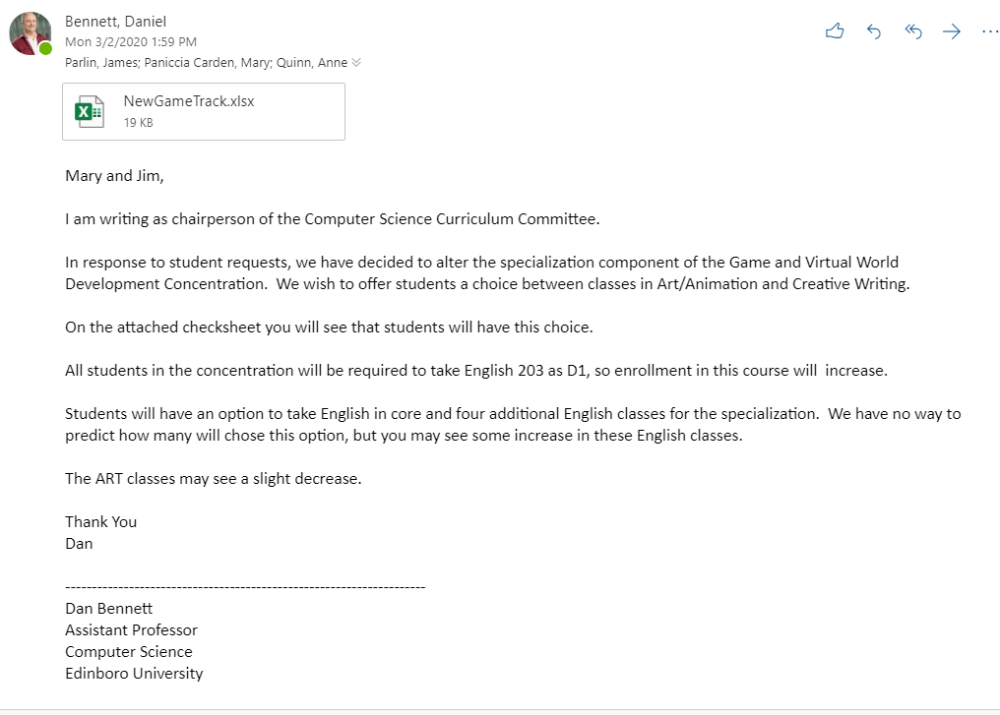 Bennett, Daniel
Mon 3/2/2020 1:59 PM
Parlin, James; Paniccia Carden, Mary; Quinn, Anne
NewGameTrack.xlsx
19 KB
Mary and Jim,
I am writing as chairperson of the Computer Science Curriculum Committee.
In response to student requests, we have decided to alter the specialization component of the Game and Virtual World
Development Concentration.  We wish to offer students a choice between classes in Art/Animation and Creative Writing.
On the attached checksheet you will see that students will have this choice.
All students in the concentration will be required to take English 203 as D1, so enrollment in this course will  increase.
Students will have an option to take English in core and four additional English classes for the specialization.  We have no way to
predict how many will chose this option, but you may see some increase in these English classes.
The ART classes may see a slight decrease.
Thank You
Dan
--------------------------------------------------------------------
Dan Bennett
Assistant Professor
Computer Science
Edinboro University